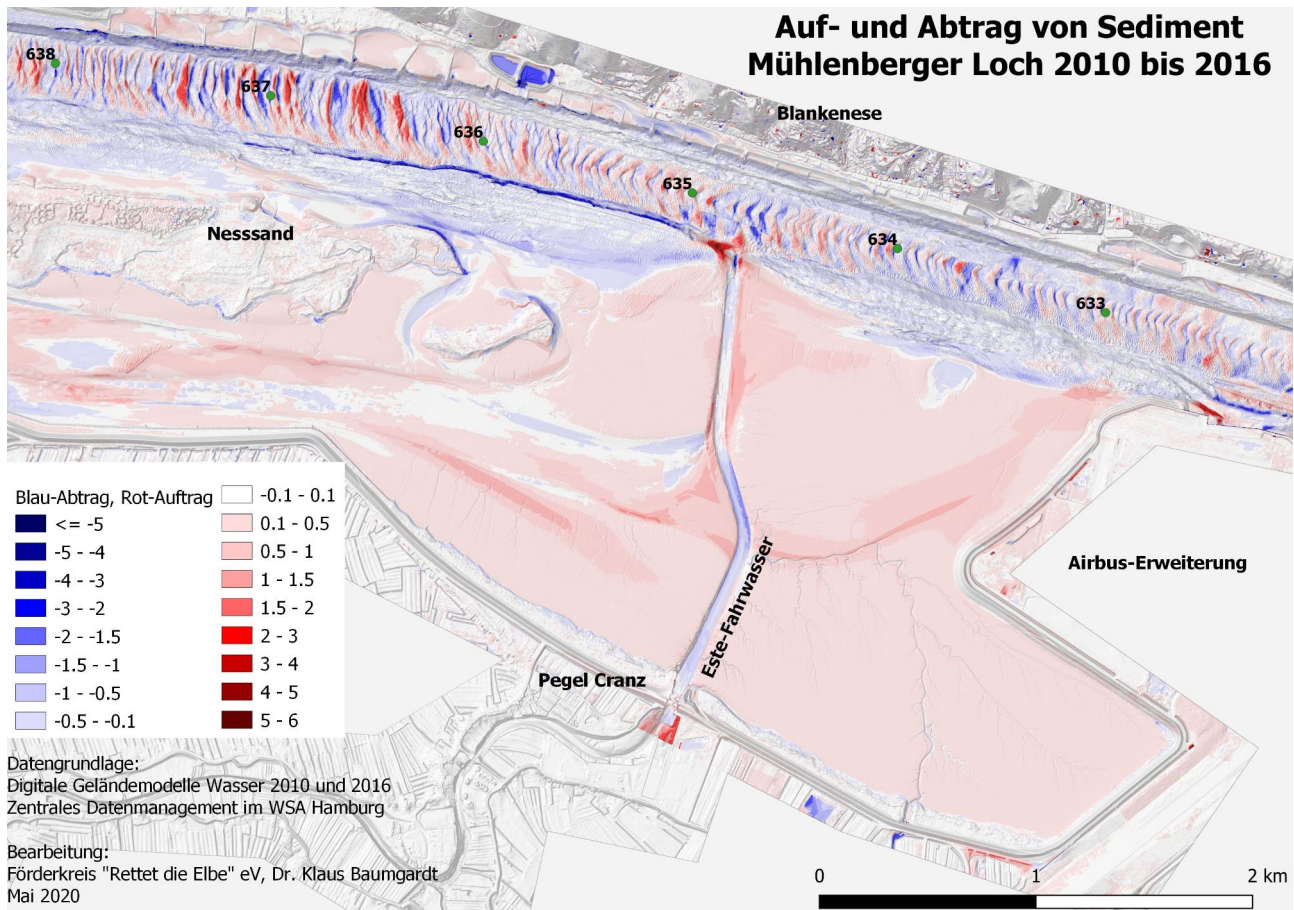 Auf- und Abtrag von Sediment
Mühlenberger Loch 2010 bis 2016
638
637
636
635
634
633
Blankenese
Nesssand
Airbus-Erweiterung
Este-Fahrwasser
Pegel Cranz
Blau-Abtrag, Rot-Auftrag
<= -5
-5 - -4
-4 - -3
-3 - -2
-2 - -1.5
-1.5 - -1
-1 - -0.5
-0.5 - -0.1
-0.1 - 0.1
0.1 - 0.5
0.5 - 1
1 - 1.5
1.5 - 2
2 - 3
3 - 4
4 - 5
5 - 6
Datengrundlage:
Digitale Geländemodelle Wasser 2010 und 2016
Zentrales Datenmanagement im WSA Hamburg
Bearbeitung:
Förderkreis "Rettet die Elbe" eV, Dr. Klaus Baumgardt
Mai 2020
0 1 2 km